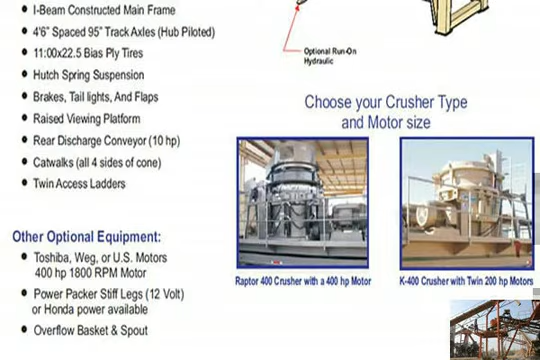 I-Beam Constructed Main Frame
4'6" Spaced 95" Track Axles (Hub Piloted)
11:00x22.5 Bias Ply Tires
Hutch Spring Suspension
Brakes, Tail lights, And Flaps
Raised Viewing Platform
Rear Discharge Conveyor (10 hp)
Catwalks (all 4 sides of cone)
Twin Access Ladders
Other Optional Equipment:
Toshiba, Weg, or U.S. Motors
400 hp 1800 RPM Motor
Power Packer Stiff Legs (12 Volt)
or Honda power available
Overflow Basket & Spout
Optional Run-On
Hydraulic
Choose your Crusher Type
and Motor size
Raptor 400 Crusher with a 400 hp Motor
K-400 Crusher with Twin 200 hp Motors